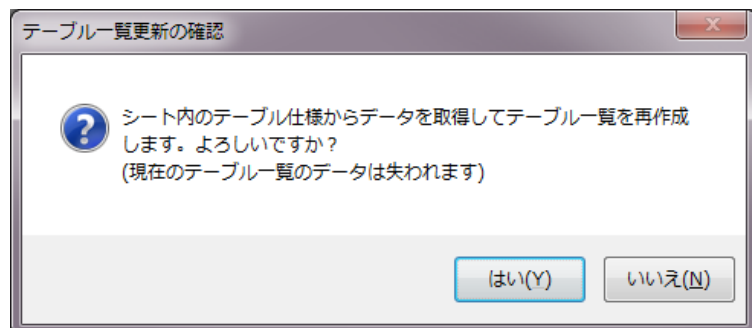 テーブル一覧更新の確認
シート内のテーブル仕様からデータを取得してテーブル一覧を再作成
します。よろしいですか？
(現在のテーブル一覧のデータは失われます)
はい(Y) いいえ(N)